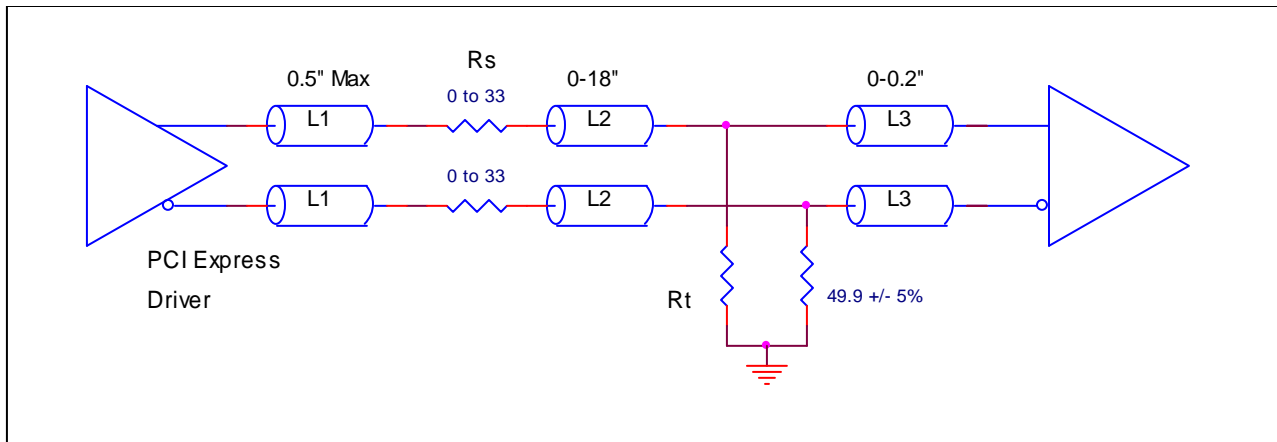 Rs
0.5" Max
0-18"
0-0.2"
0 to 33
L1
L2
L3
0 to 33
L1
L2
L3
PCI Express
Driver
Rt
49.9 +/- 5%